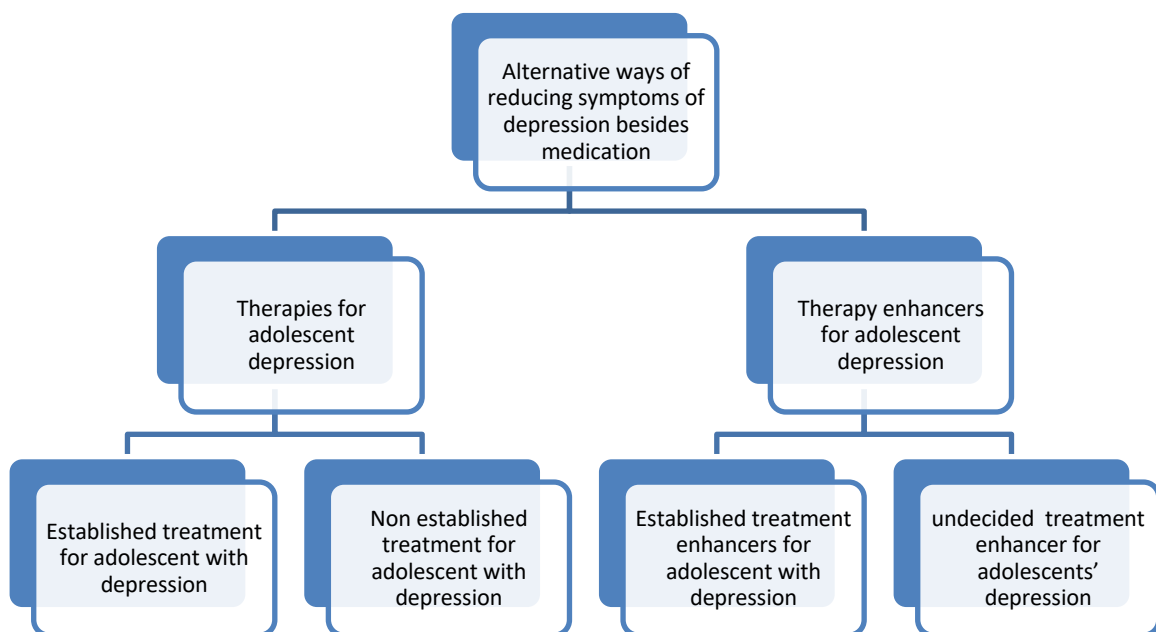 Alternative ways of
reducing symptoms of
depression besides
medication
Therapies for
adolescent
depression
Therapy enhancers
for adolescent
depression
Established treatment
for adolescent with
depression
Non established
treatment for
adolescent with
depression
Established treatment
enhancers for
adolescent with
depression
undecided  treatment
enhancer for
adolescents’
depression